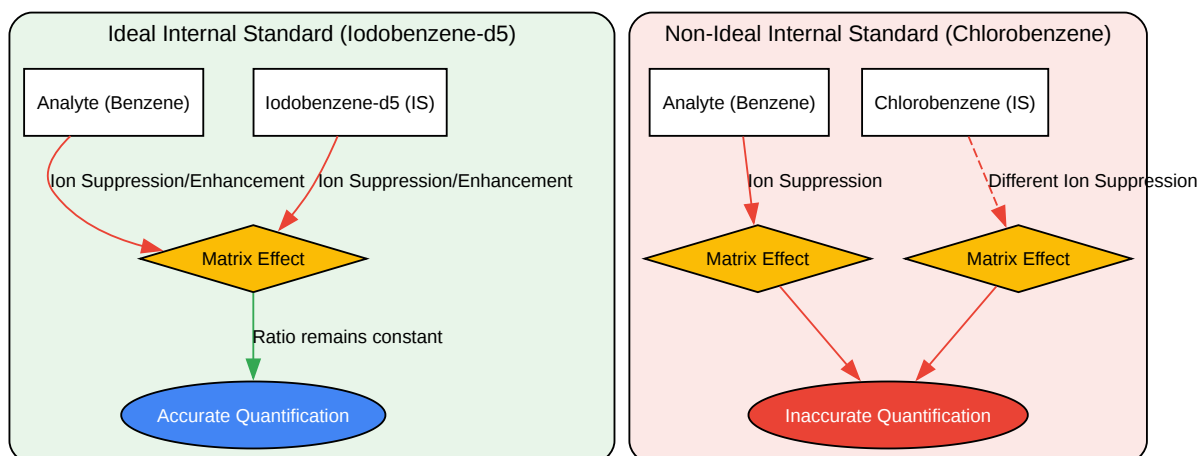 Ideal Internal Standard (Iodobenzene-d5)
Analyte (Benzene)
Iodobenzene-d5 (IS)
Ion Suppression/Enhancement
Ion Suppression/Enhancement
Matrix Effect
Ratio remains constant
Accurate Quantification
Non-Ideal Internal Standard (Chlorobenzene)
Analyte (Benzene)
Chlorobenzene (IS)
Ion Suppression
Different Ion Suppression
Matrix Effect
Matrix Effect
Inaccurate Quantification